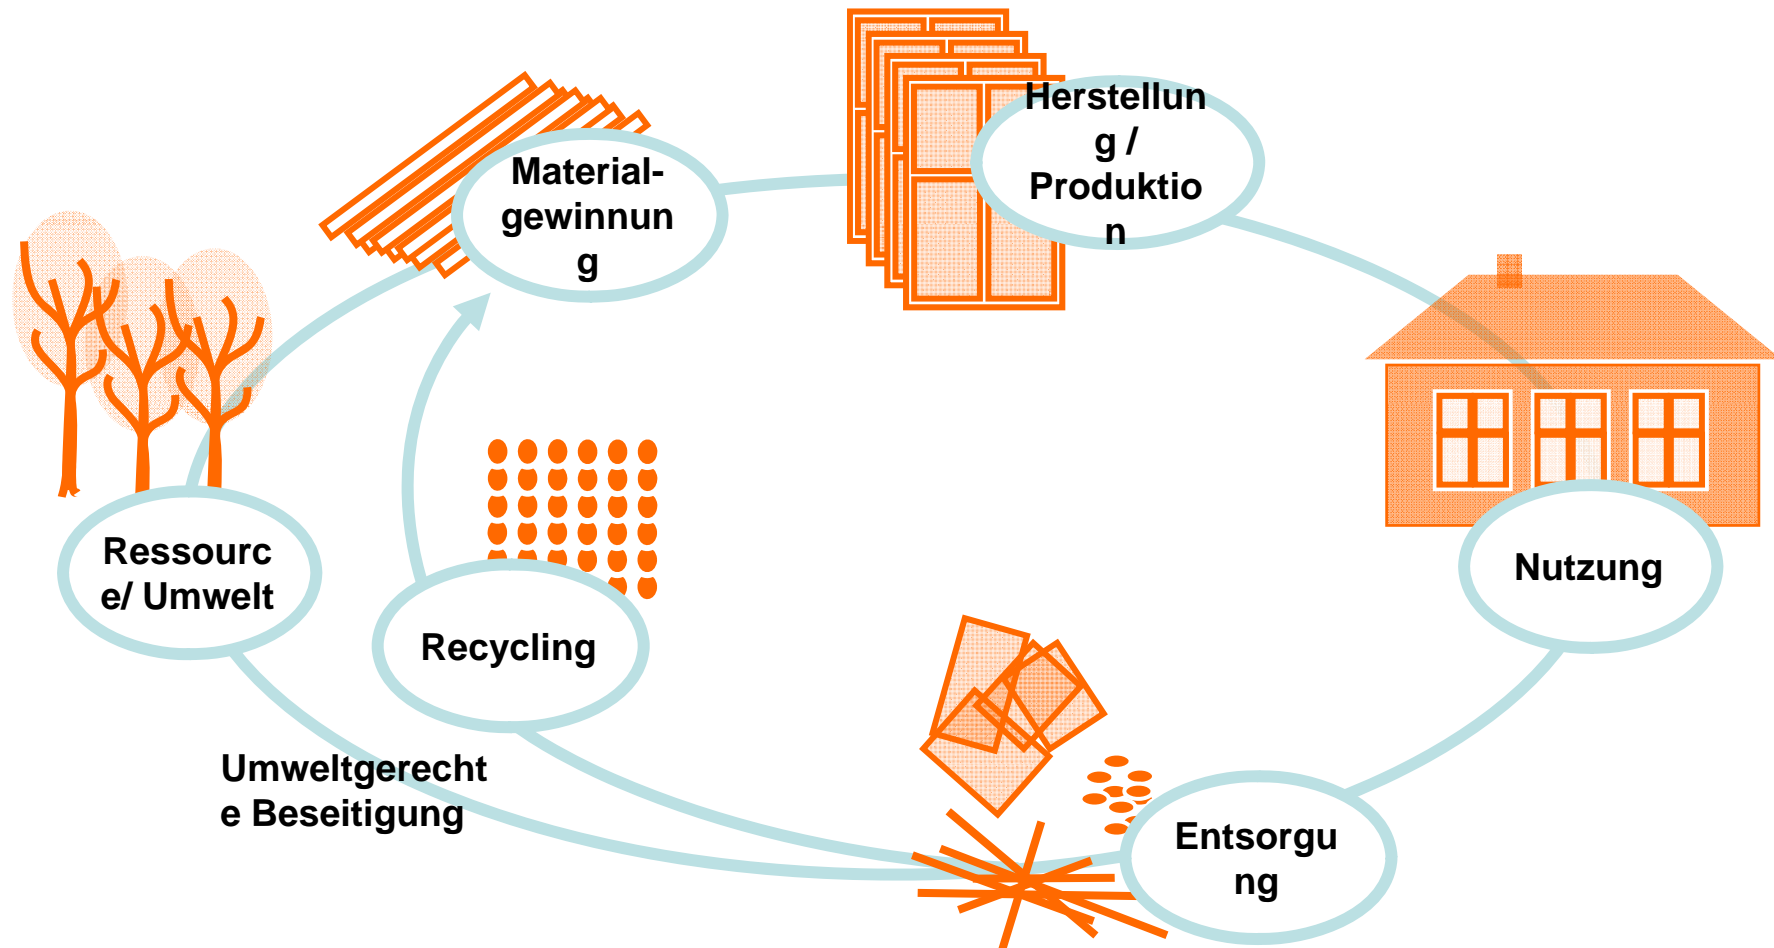 Herstellun
g /
Produktio
n
Material-
gewinnun
g
Ressourc
e/ Umwelt
Nutzung
Recycling
Umweltgerecht
e Beseitigung
Entsorgu
ng